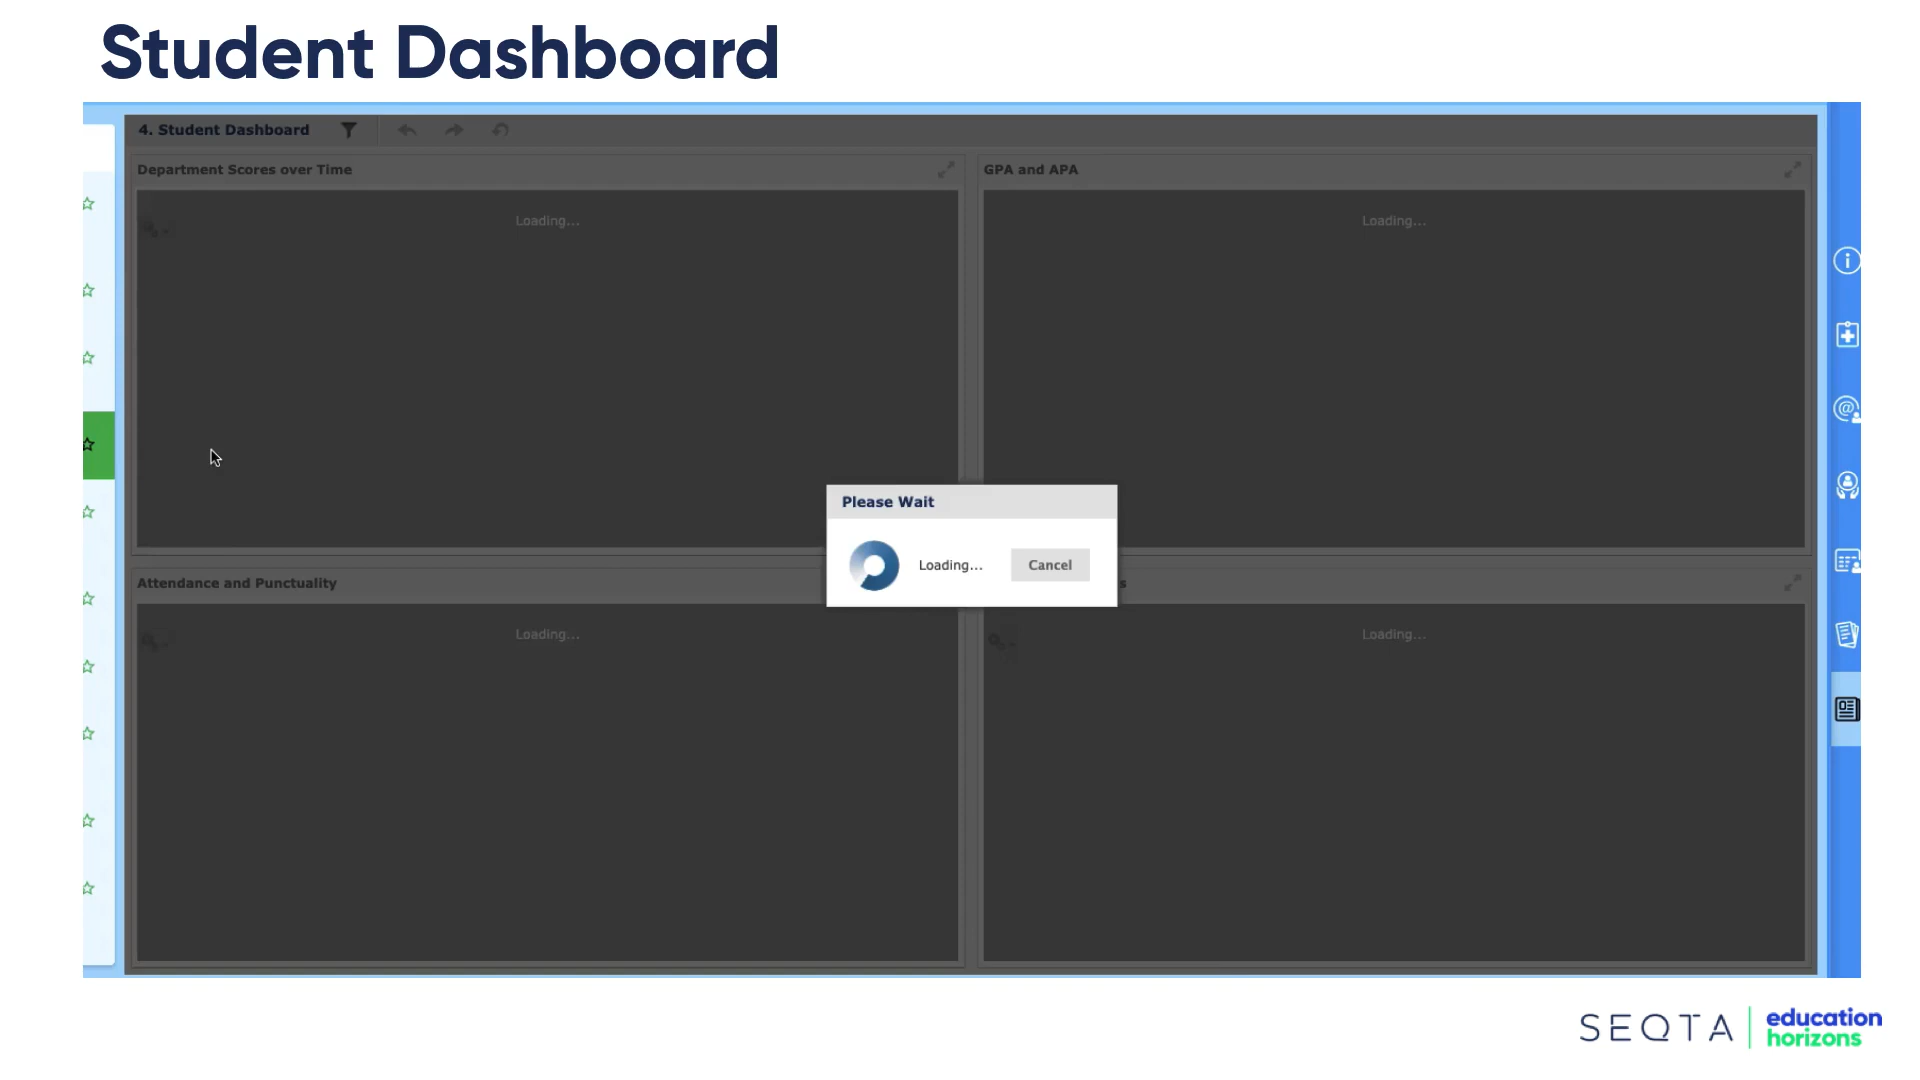 Student Dashboard
4. Student Dashboard
Department Scores over Time
GPA and APA
Loading...
Loading...
Please Wait
Loading...
Cancel
Attendance and Punctuality
Loading...
Loading...
SEQTA
education
horizons